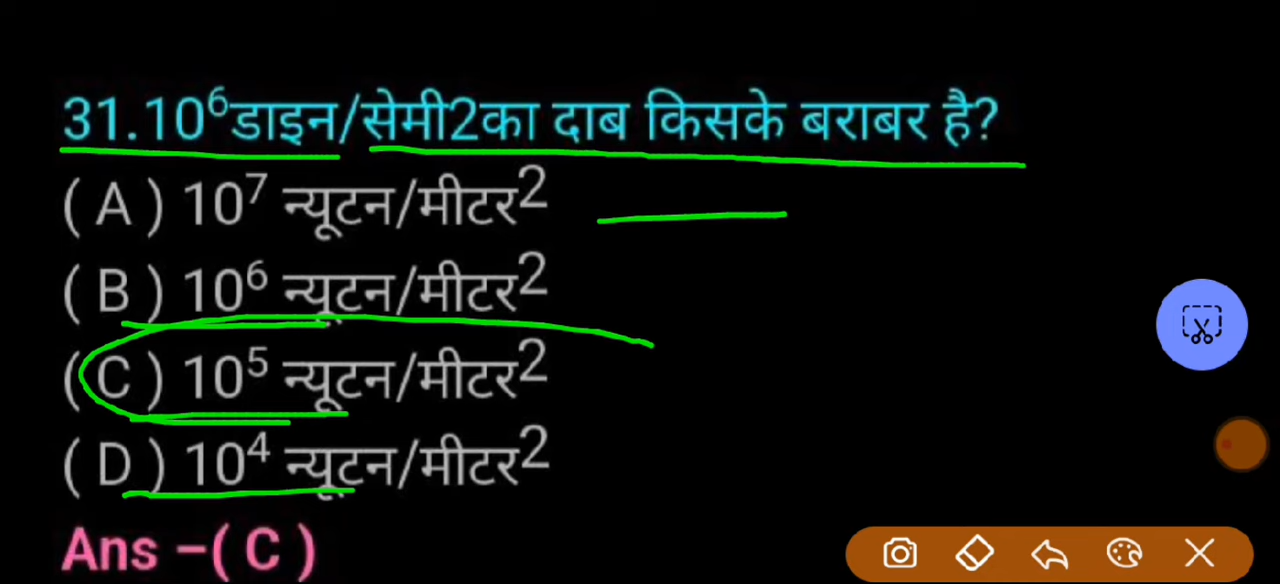 31.10⁶डाइन/सेमी2का दाब किसके बराबर है?
( A ) 10⁷ न्यूटन/मीटर²
( B ) 10⁶ न्यूटन/मीटर²
( C ) 10⁵ न्यूटन/मीटर²
( D ) 10⁴ न्यूटन/मीटर²
Ans –( C )